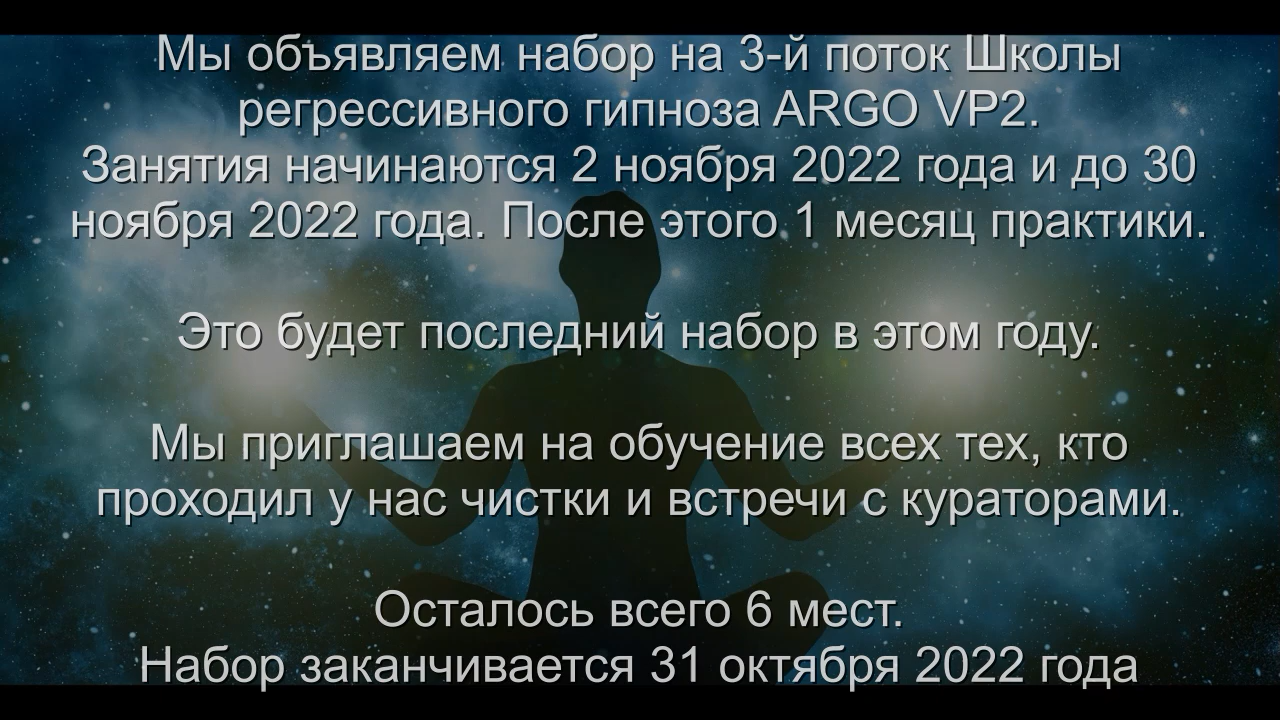 Мы объявляем набор на 3-й поток Школы
регрессивного гипноза ARGO VP2.
Занятия начинаются 2 ноября 2022 года и до 30
ноября 2022 года. После этого 1 месяц практики.
Это будет последний набор в этом году.
Мы приглашаем на обучение всех тех, кто
проходил у нас чистки и встречи с кураторами.
Осталось всего 6 мест.
Набор заканчивается 31 октября 2022 года